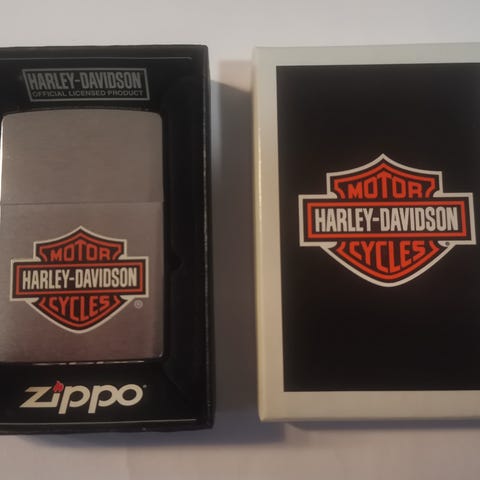 HARLEY-DAVIDSON
OFFICIAL LICENSED PRODUCT
MOTOR
HARLEY-DAVIDSON
CYCLES
®
zippo
MOTOR
HARLEY-DAVIDSON
CYCLES